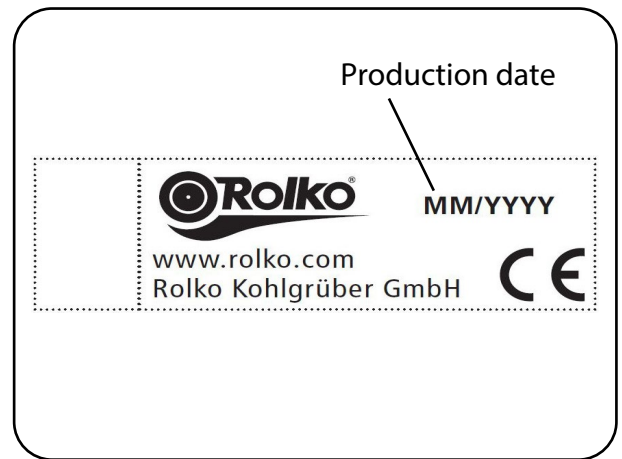 Production date
Rolko®
MM/YYYY
www.rolko.com
Rolko Kohlgrüber GmbH
CE